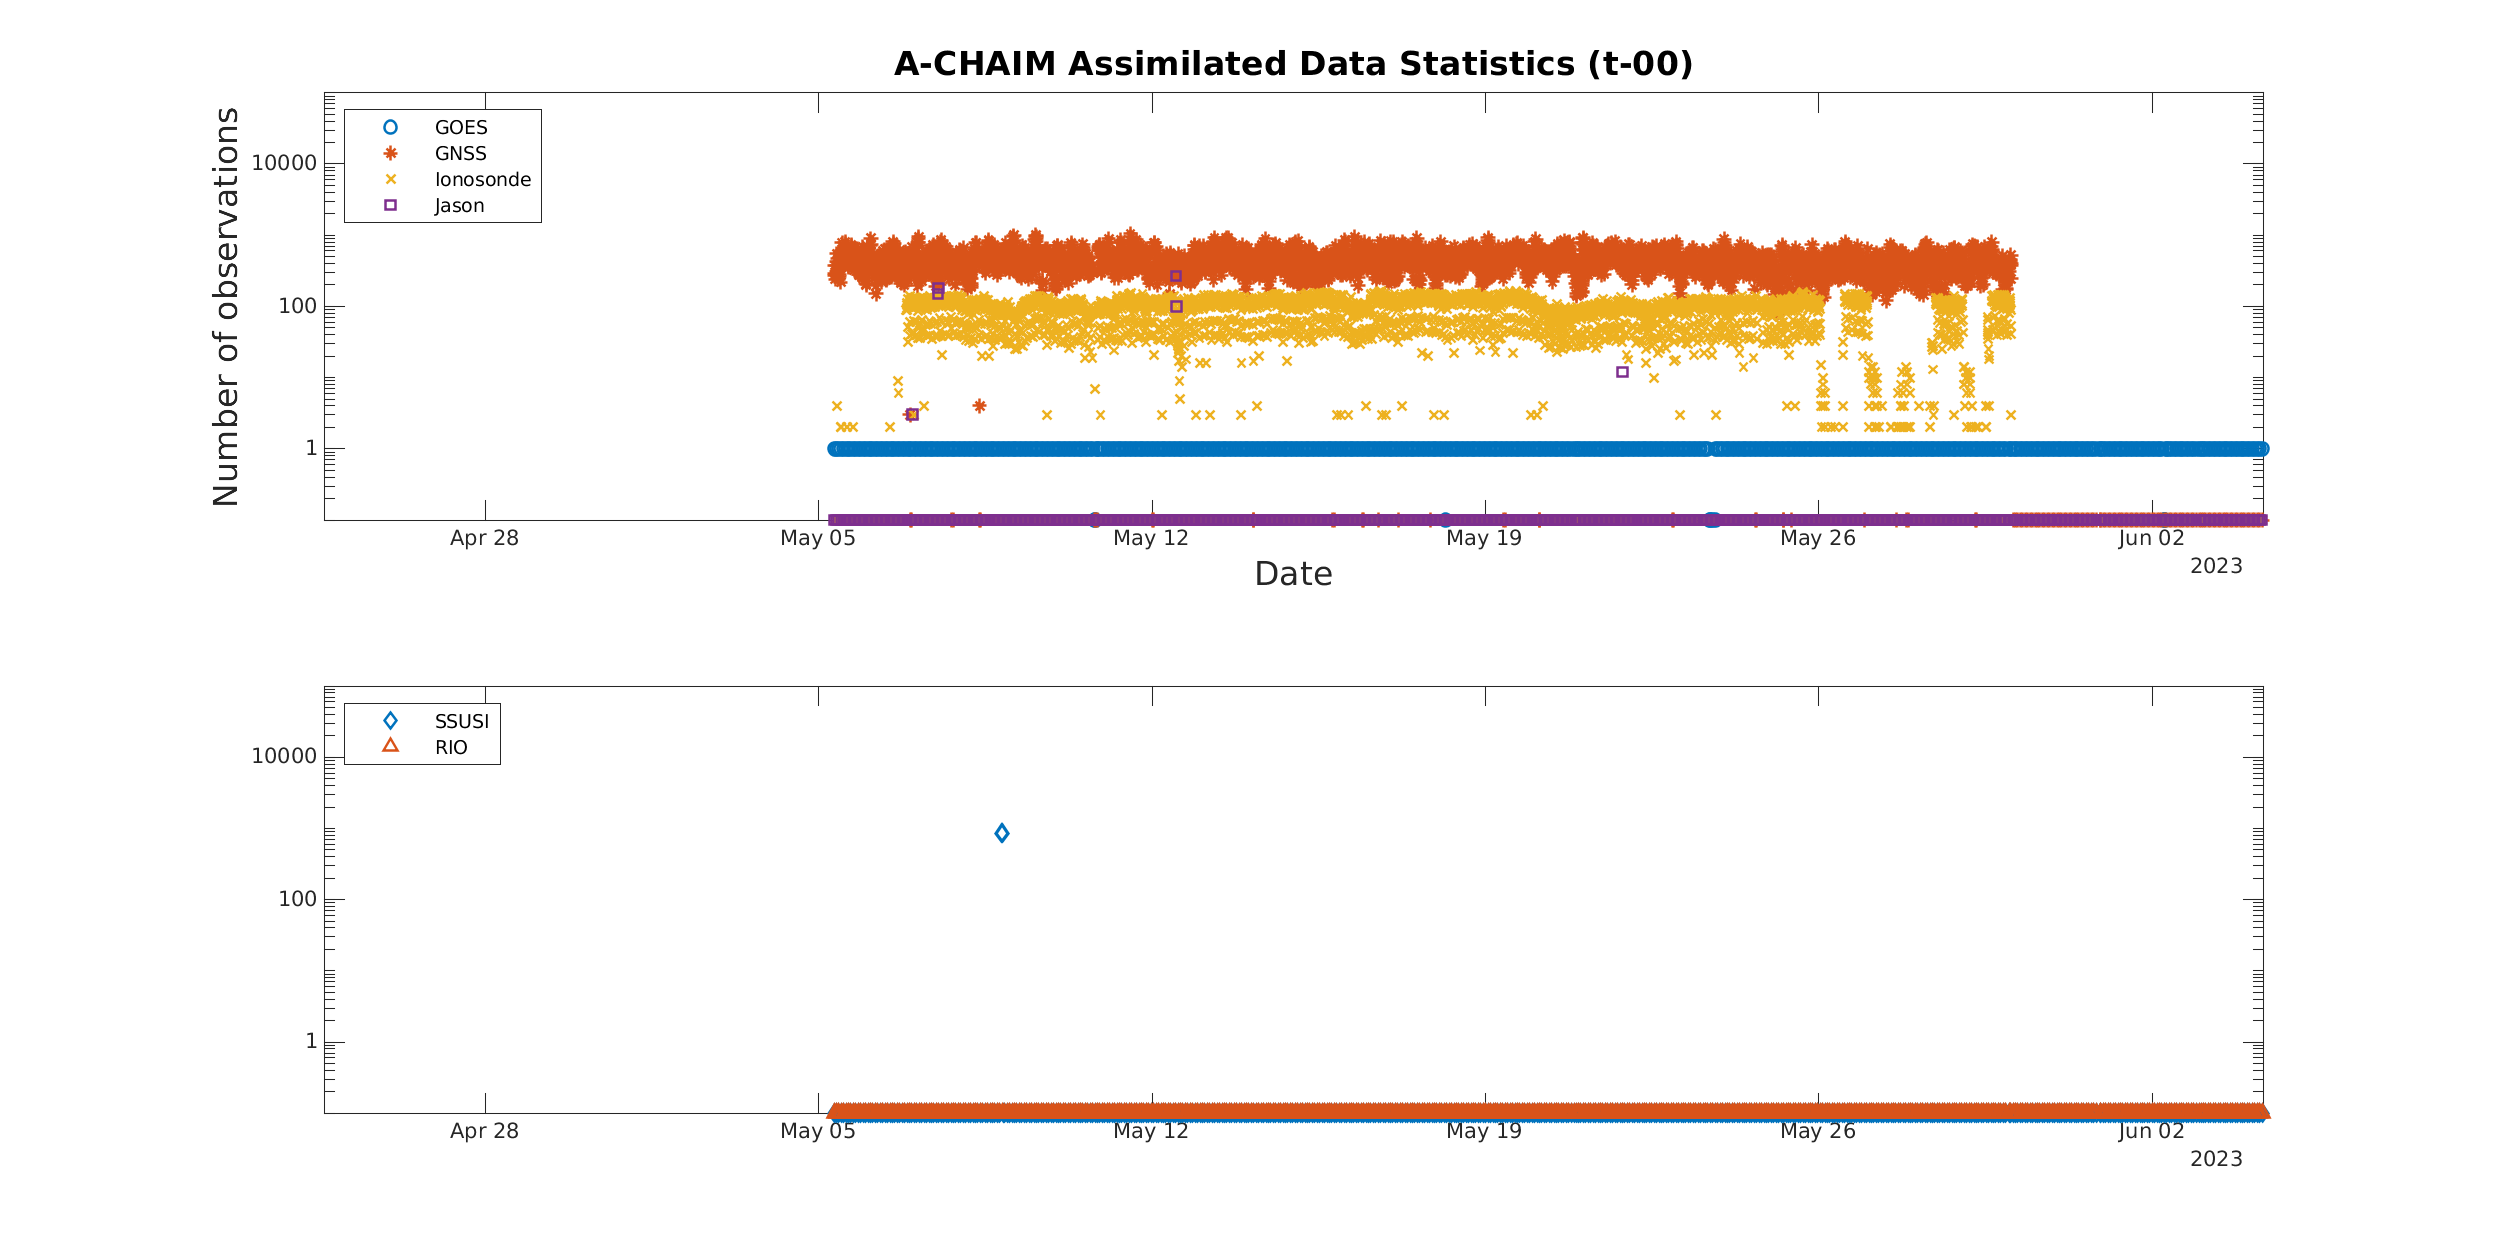 A-CHAIM Assimilated Data Statistics (t-00)
Number of observations
10000
100
1
GOES
GNSS
Ionosonde
Jason
Apr 28
May 05
May 12
May 19
May 26
Jun 02
2023
Date
10000
100
1
SSUSI
RIO
Apr 28
May 05
May 12
May 19
May 26
Jun 02
2023